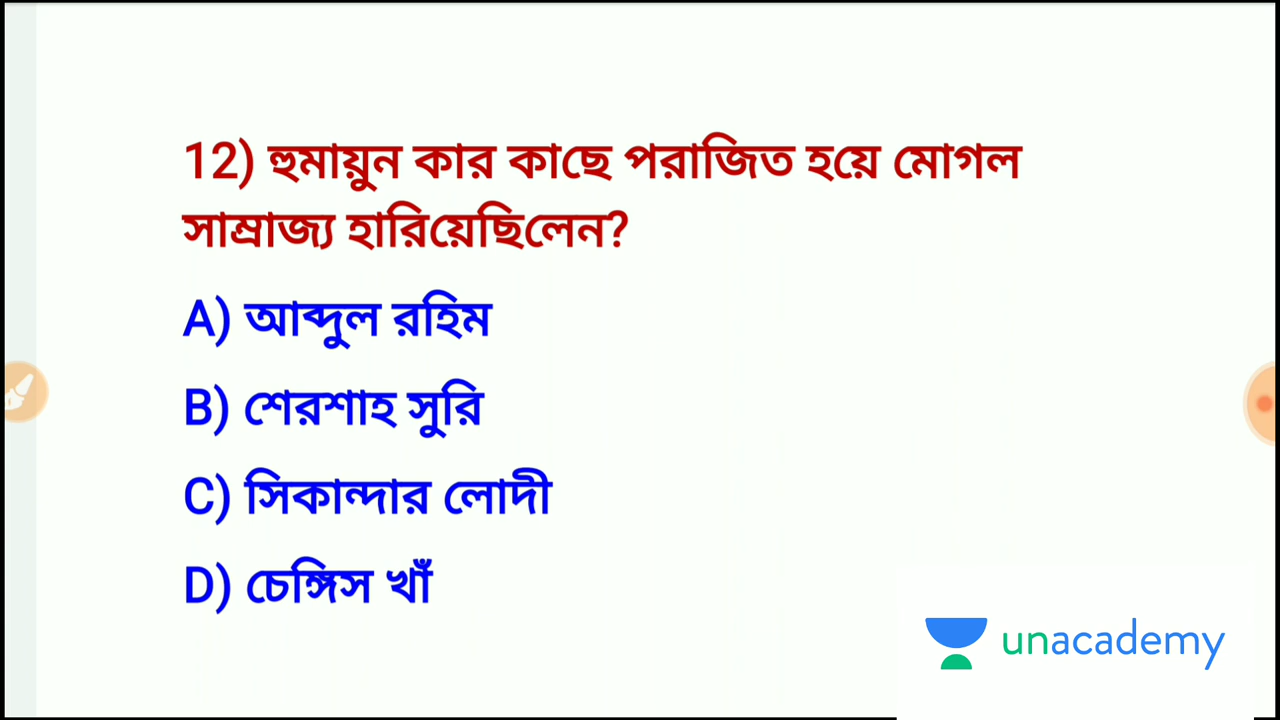 12) হুমায়ুন কার কাছে পরাজিত হয়ে মোগল
সাম্রাজ্য হারিয়েছিলেন?
A) আব্দুল রহিম
B) শেরশাহ সুরি
C) সিকান্দার লোদী
D) চেঙ্গিস খাঁ
unacademy